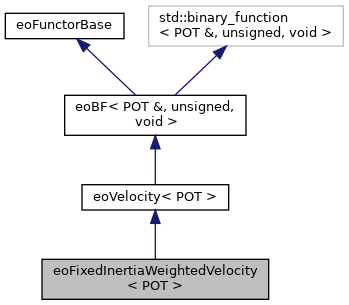 eoFunctorBase
std::binary_function
< POT &, unsigned, void >
eoBF< POT &, unsigned,
void >
eoVelocity< POT >
eoFixedInertiaWeightedVelocity
< POT >